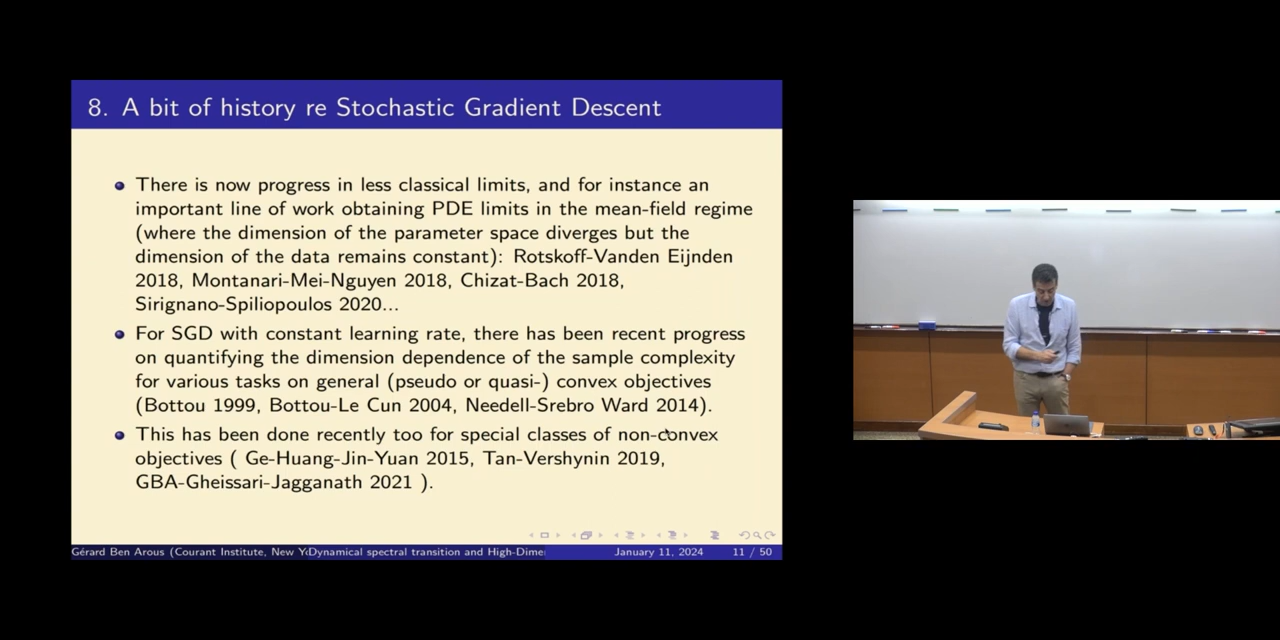 8. A bit of history re Stochastic Gradient Descent
There is now progress in less classical limits, and for instance an
important line of work obtaining PDE limits in the mean-field regime
(where the dimension of the parameter space diverges but the
dimension of the data remains constant): Rotskoff-Vanden Eijnden
2018, Montanari-Mei-Nguyen 2018, Chizat-Bach 2018,
Sirignano-Spiliopoulos 2020...
For SGD with constant learning rate, there has been recent progress
on quantifying the dimension dependence of the sample complexity
for various tasks on general (pseudo or quasi-) convex objectives
(Bottou 1999, Bottou-Le Cun 2004, Needell-Srebro Ward 2014).
This has been done recently too for special classes of non-convex
objectives ( Ge-Huang-Jin-Yuan 2015, Tan-Vershynin 2019,
GBA-Gheissari-Jagganath 2021 ).
Gérard Ben Arous (Courant Institute, New Y Dynamical spectral transition and High-Dime January 11, 2024 11 / 50